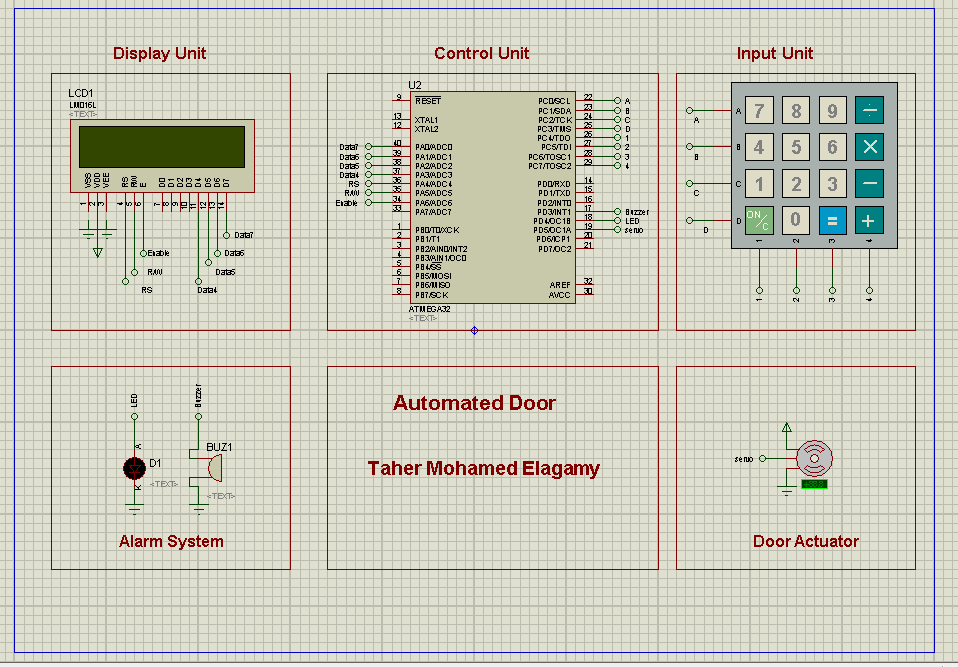 Display Unit
Control Unit
Input Unit
LCD1
LM016L
<TEXT>
VSS
VDD
VEE
RS
RW
E
D0
D1
D2
D3
D4
D5
D6
D7
1
2
3
4
5
6
7
8
9
10
11
12
13
14
Data7
Enable
Data6
R/W
Data5
RS
Data4
U2
9 RESET
13 XTAL1
12 XTAL2
Data7 40 PA0/ADC0
Data6 39 PA1/ADC1
Data5 38 PA2/ADC2
Data4 37 PA3/ADC3
RS 36 PA4/ADC4
R/W 35 PA5/ADC5
Enable 34 PA6/ADC6
33 PA7/ADC7
1 PB0/T0/XCK
2 PB1/T1
3 PB2/AIN0/INT2
4 PB3/AIN1/OC0
5 PB4/SS
6 PB5/MOSI
7 PB6/MISO
8 PB7/SCK
PC0/SCL 22 A
PC1/SDA 23 B
PC2/TCK 24 C
PC3/TMS 25 D
PC4/TDO 26 1
PC5/TDI 27 2
PC6/TOSC1 28 3
PC7/TOSC2 29 4
PD0/RXD 14
PD1/TXD 15
PD2/INT0 16
PD3/INT1 17 Buzzer
PD4/OC1B 18 LED
PD5/OC1A 19 servo
PD6/ICP1 20
PD7/OC2 21
AREF 32
AVCC 30
ATMEGA32
<TEXT>
A A 7 8 9 ÷
B B 4 5 6 ×
C C 1 2 3 −
D D ON/C 0 = +
1 2 3 4
1 2 3 4
LED
Buzzer
A
D1
K
<TEXT>
BUZ1
<TEXT>
Alarm System
Automated Door
Taher Mohamed Elagamy
servo
Door Actuator